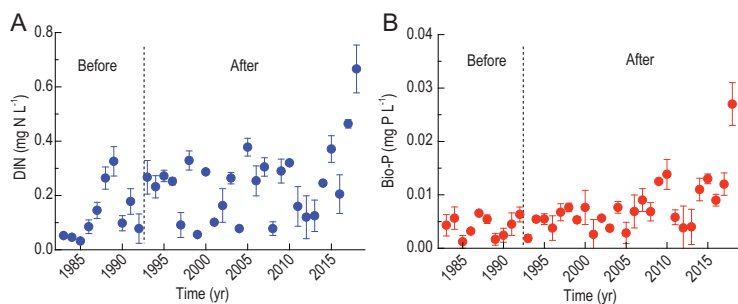 A
DIN (mg N L⁻¹)
0.8
0.6
0.4
0.2
0.0
Before
After
1985
1990
1995
2000
2005
2010
2015
Time (yr)
B
Bio-P (mg P L⁻¹)
0.04
0.03
0.02
0.01
0.00
Before
After
1985
1990
1995
2000
2005
2010
2015
Time (yr)